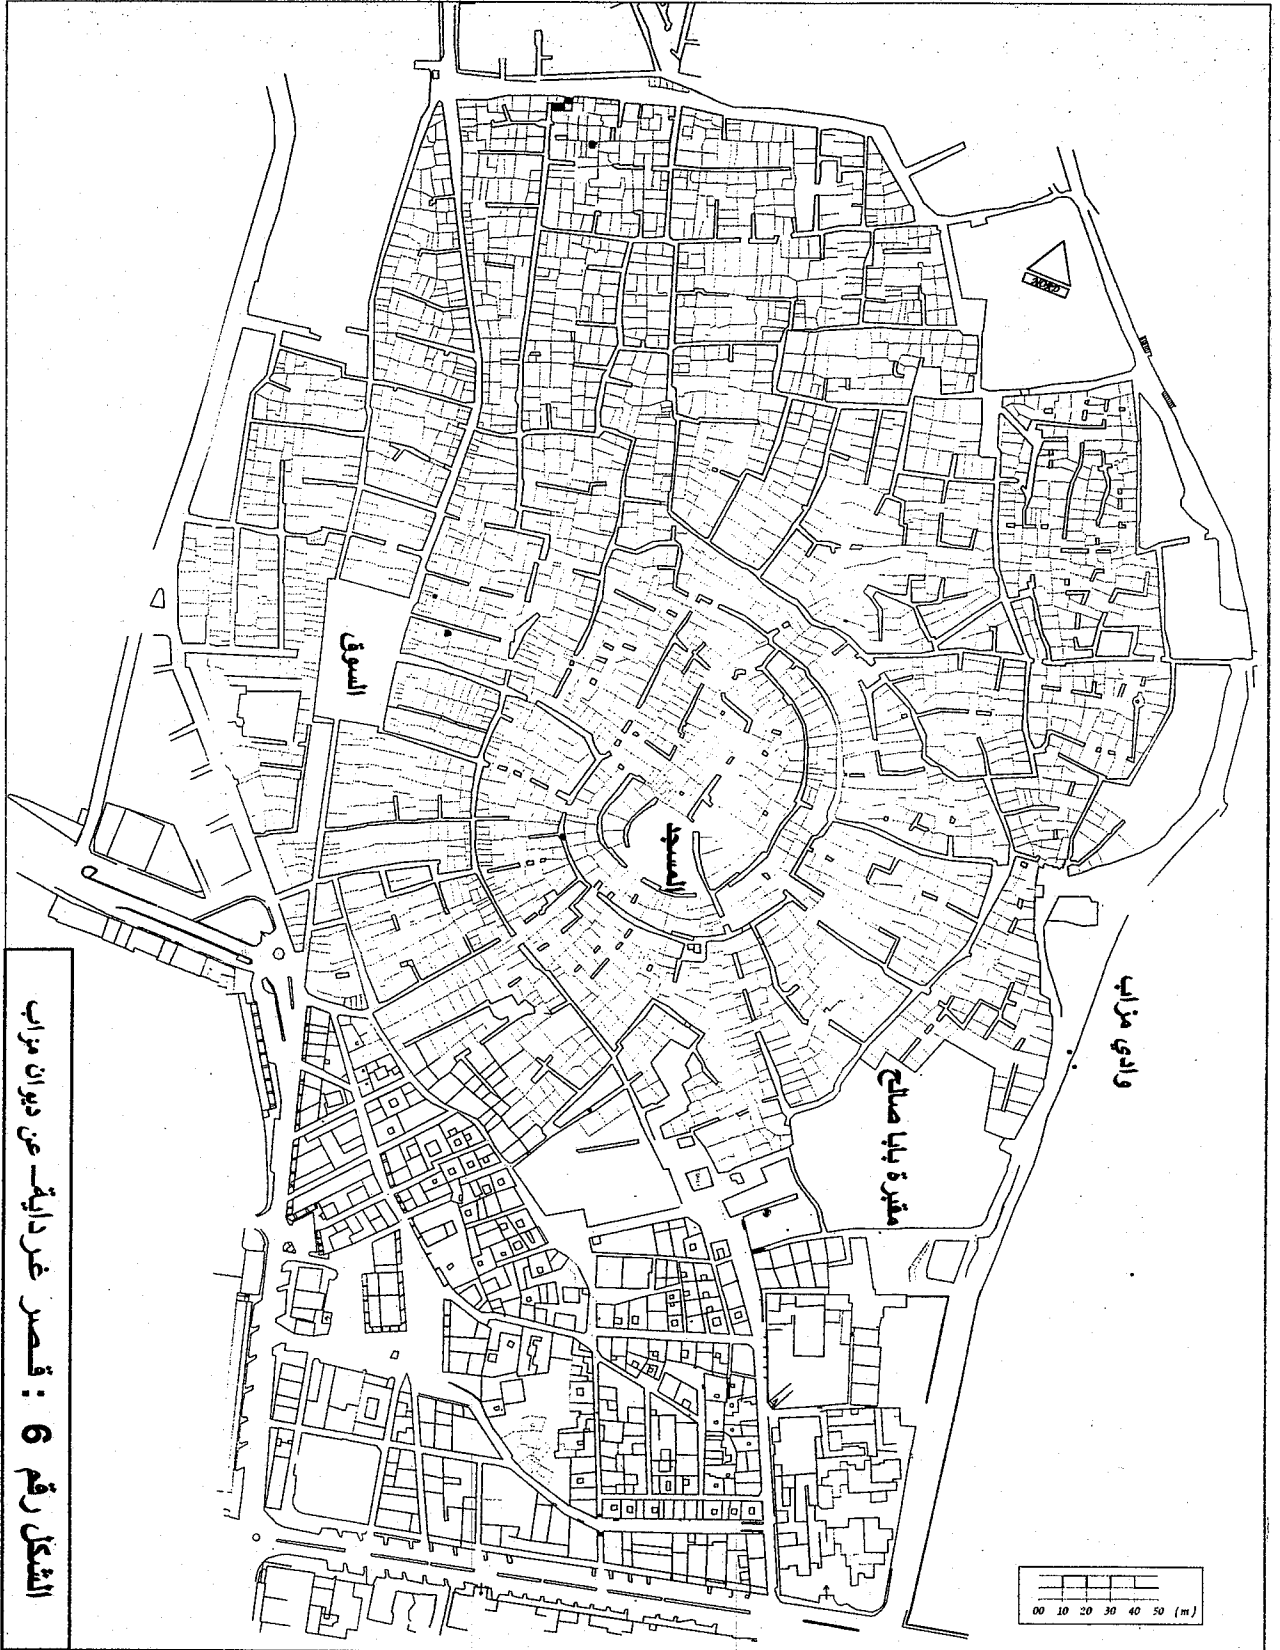 NORD
السوق
المسجد
وادي مزاب
مقبرة بابا صالح
00 10 20 30 40 50 (m)
الشكل رقم 6 : قصر غرداية - عن ديوان مزاب